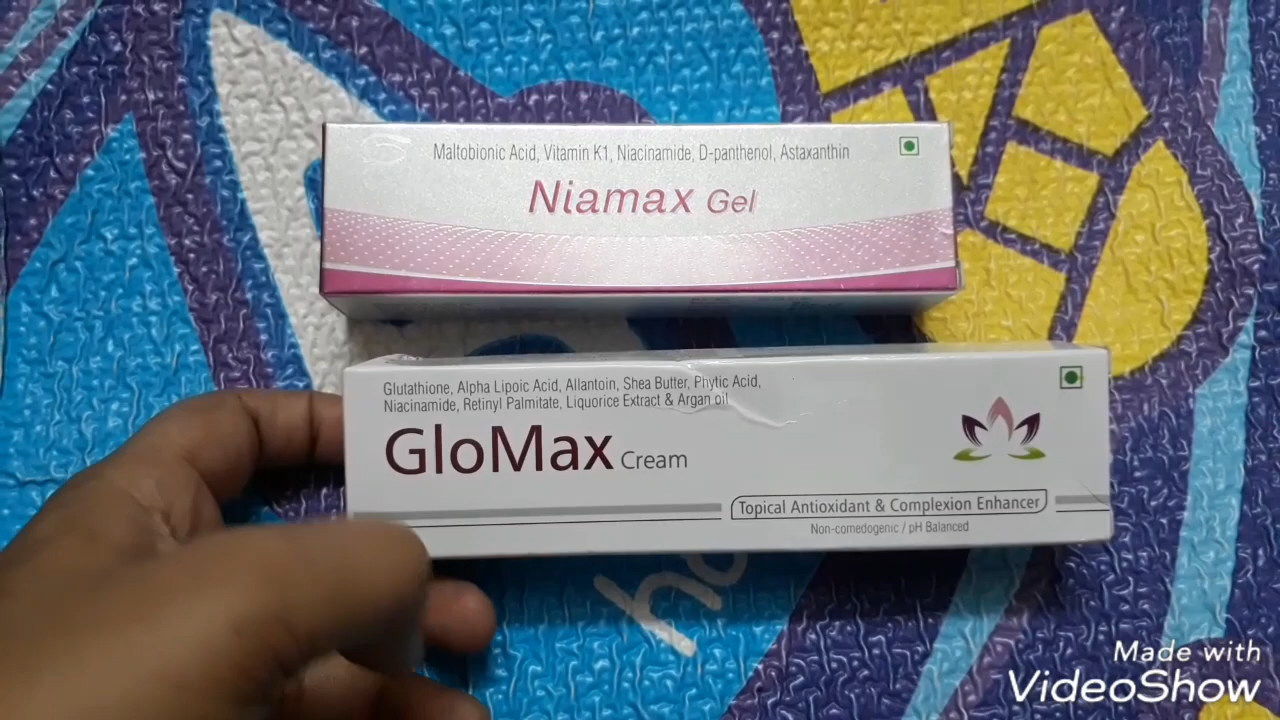 Maltobionic Acid, Vitamin K1, Niacinamide, D-panthenol, Astaxanthin
Niamax Gel
Glutathione, Alpha Lipoic Acid, Allantoin, Shea Butter, Phytic Acid,
Niacinamide, Retinyl Palmitate, Liquorice Extract & Argan oil
GloMax Cream
Topical Antioxidant & Complexion Enhancer
Non-comedogenic / pH Balanced
Made with
VideoShow